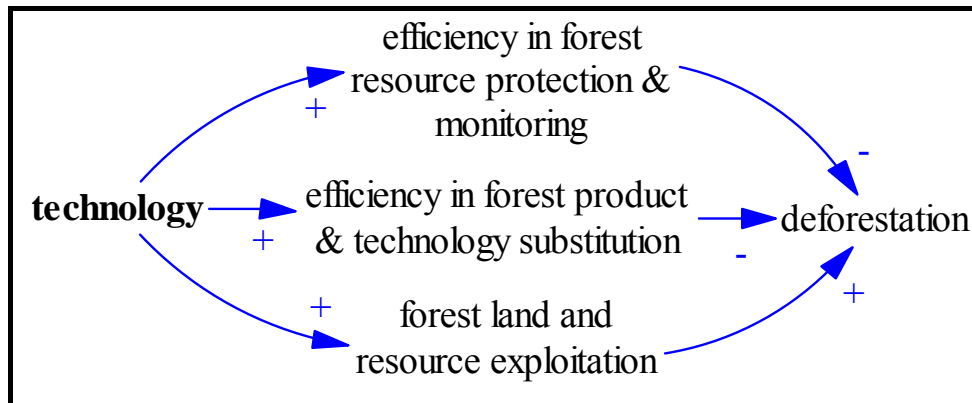 efficiency in forest
resource protection &
monitoring
+
-
technology
efficiency in forest product
& technology substitution
+
-
deforestation
+
forest land and
resource exploitation
+